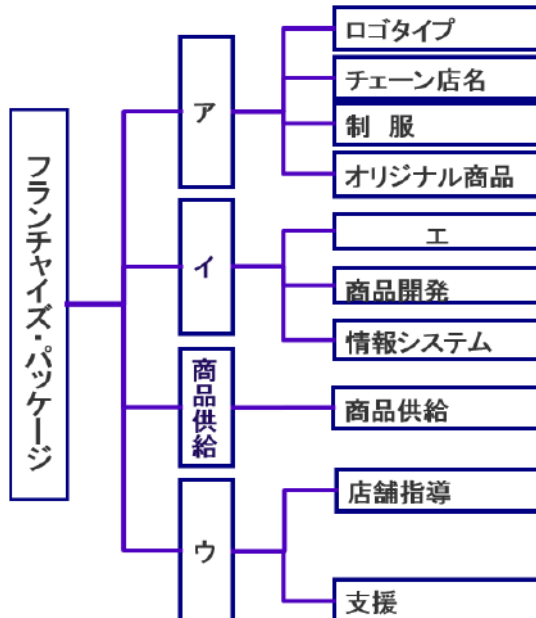 フランチャイズ・パッケージ
ア
ロゴタイプ
チェーン店名
制 服
オリジナル商品
イ
エ
商品開発
情報システム
商品供給
商品供給
ウ
店舗指導
支援